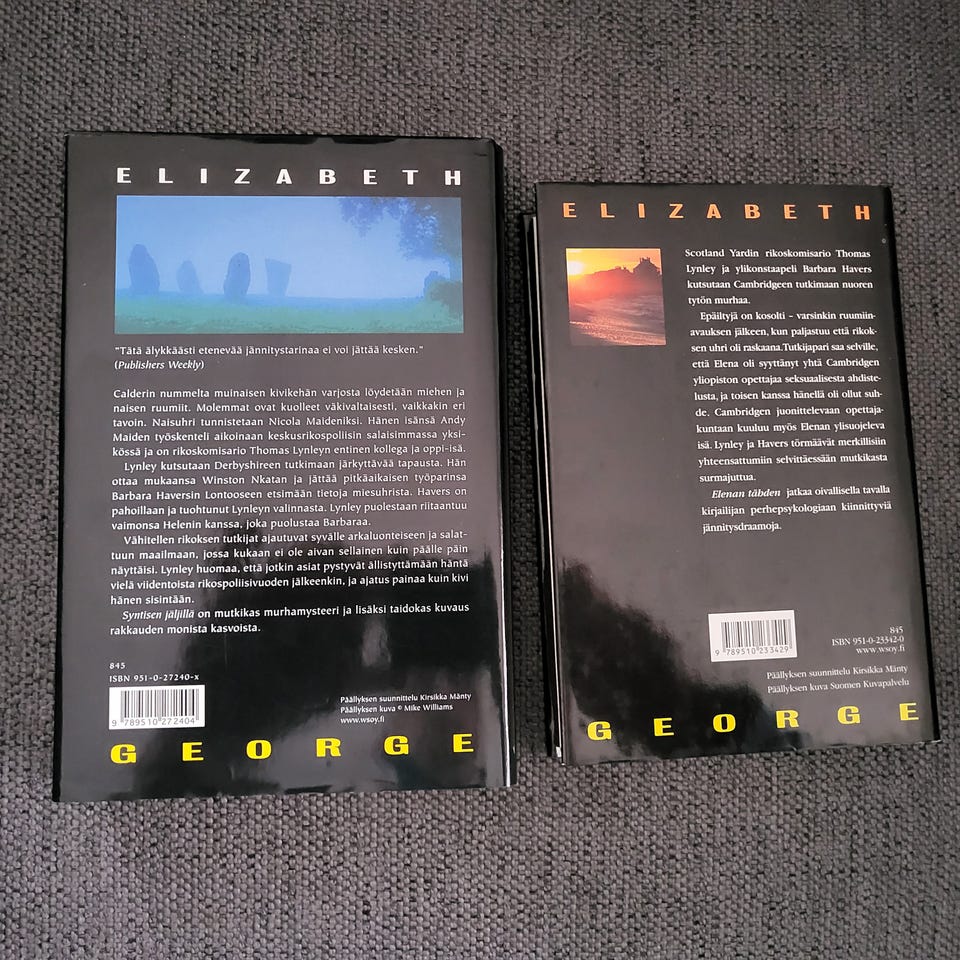 ELIZABETH
"Tätä älykkäästi etenevää jännitystarinaa ei voi jättää kesken."
(Publishers Weekly)
Calderin nummelta muinaisen kivikehän varjosta löydetään miehen ja
naisen ruumiit. Molemmat ovat kuolleet väkivaltaisesti, vaikkakin eri
tavoin. Naisuhri tunnistetaan Nicola Maideniksi. Hänen isänsä Andy
Maiden työskenteli aikoinaan keskusrikospoliisin salaisimmassa yksi-
kössä ja on rikoskomisario Thomas Lynleyn entinen kollega ja oppi-isä.
Lynley kutsutaan Derbyshireen tutkimaan järkyttävää tapausta. Hän
ottaa mukaansa Winston Nkatan ja jättää pitkäaikaisen työparinsa
Barbara Haversin Lontooseen etsimään tietoja miesuhrista. Havers on
pahoillaan ja tuohtunut Lynleyn valinnasta. Lynley puolestaan riitaantuu
vaimonsa Helenin kanssa, joka puolustaa Barbaraa.
Vähitellen rikoksen tutkijat ajautuvat syvälle arkaluonteiseen ja salat-
tuun maailmaan, jossa kukaan ei ole aivan sellainen kuin päälle päin
näyttäisi. Lynley huomaa, että jotkin asiat pystyvät ällistyttämään häntä
vielä viidentoista rikospoliisivuoden jälkeenkin, ja ajatus painaa kuin kivi
hänen sisintään.
Syntisen jäljillä on mutkikas murhamysteeri ja lisäksi taidokas kuvaus
rakkauden monista kasvoista.
845
ISBN 951-0-27240-x
9 789510 272404
Päällyksen suunnittelu Kirsikka Mänty
Päällyksen kuva © Mike Williams
www.wsoy.fi
GEORGE
ELIZABETH
Scotland Yardin rikoskomisario Thomas
Lynley ja ylikonstaapeli Barbara Havers
kutsutaan Cambridgeen tutkimaan nuoren
tytön murhaa.
Epäiltyjä on kosolti – varsinkin ruumiin-
avauksen jälkeen, kun paljastuu että rikok-
sen uhri oli raskaana.Tutkijapari saa selville,
että Elena oli syyttänyt yhtä Cambridgen
yliopiston opettajaa seksuaalisesta ahdiste-
lusta, ja toisen kanssa hänellä oli ollut suh-
de. Cambridgen juonittelevaan opettaja-
kuntaan kuuluu myös Elenan ylisuojeleva
isä. Lynley ja Havers törmäävät merkillisiin
yhteensattumiin selvittäessään mutkikasta
surmajuttua.
Elenan tähden jatkaa oivallisella tavalla
kirjailijan perhepsykologiaan kiinnittyviä
jännitysdraamoja.
9 789510 233429
845
ISBN 951-0-23342-0
www.wsoy.fi
Päällyksen suunnittelu Kirsikka Mänty
Päällyksen kuva Suomen Kuvapalvelu
GEORGE